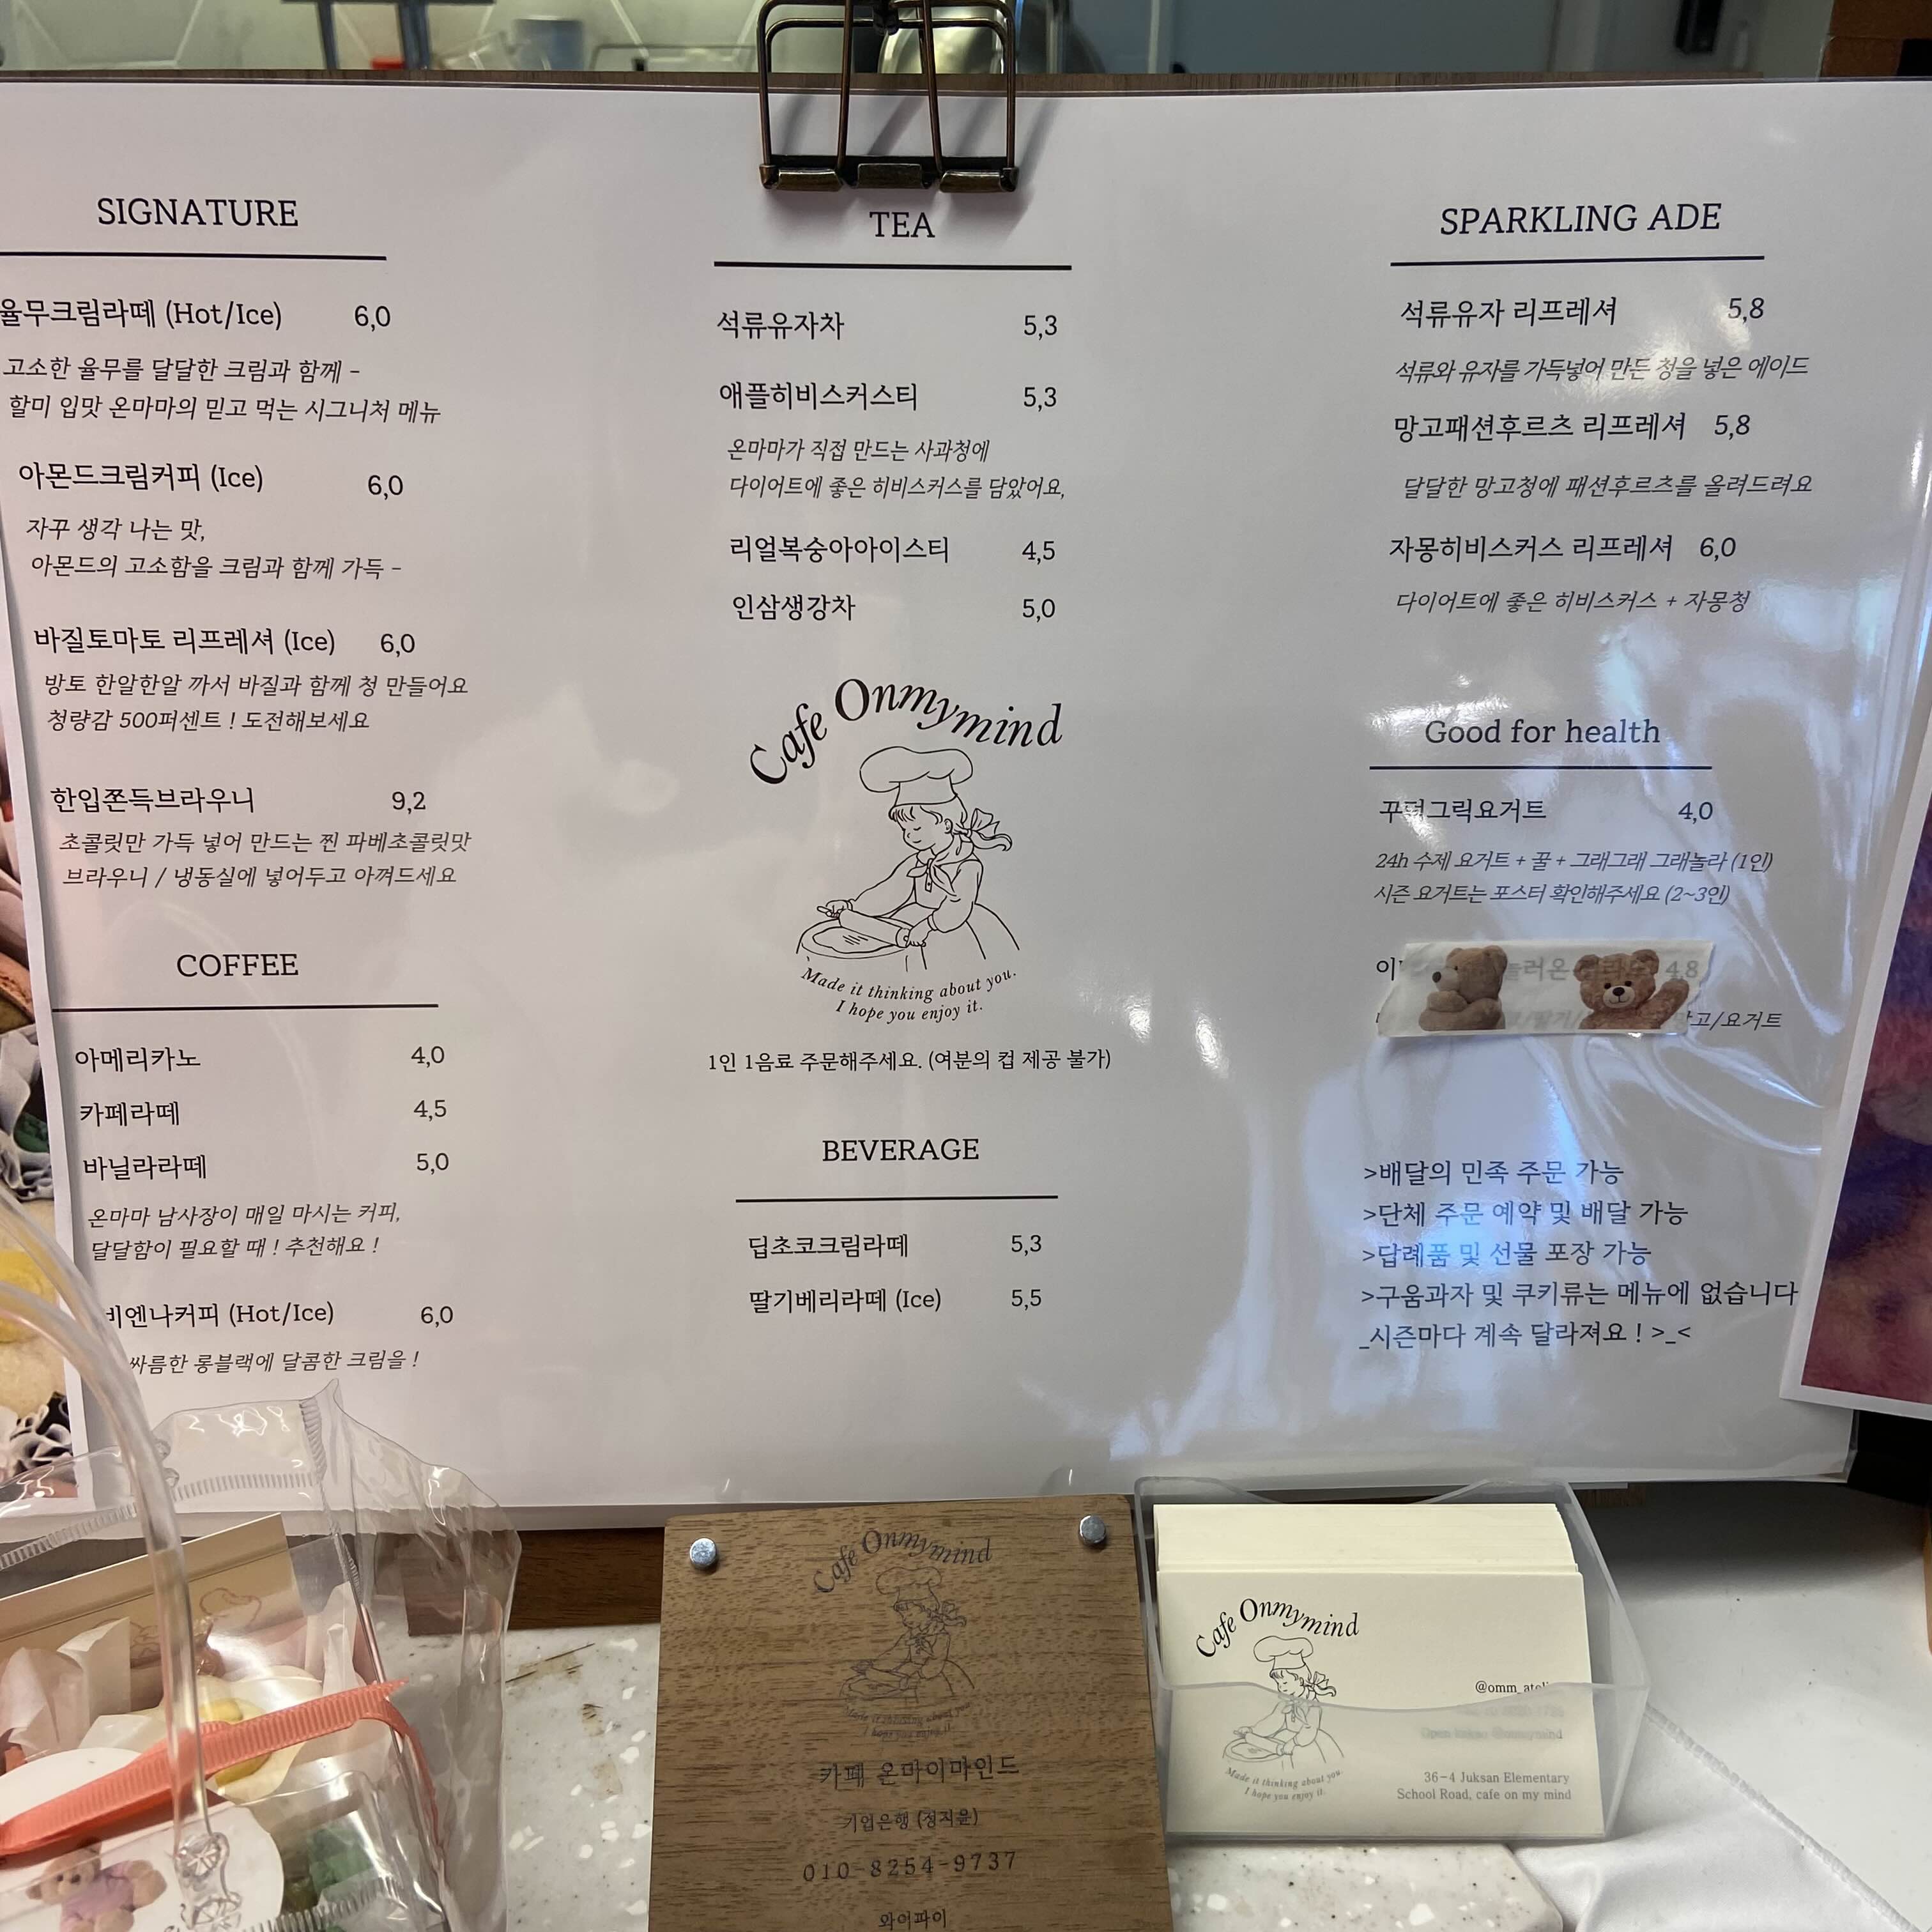 SIGNATURE
율무크림라떼 (Hot/Ice) 6,0
고소한 율무를 달달한 크림과 함께 -
할미 입맛 온마마의 믿고 먹는 시그니처 메뉴
아몬드크림커피 (Ice) 6,0
자꾸 생각 나는 맛,
아몬드의 고소함을 크림과 함께 가득 -
바질토마토 리프레셔 (Ice) 6,0
방토 한알한알 까서 바질과 함께 청 만들어요
청량감 500퍼센트 ! 도전해보세요
한입쫀득브라우니 9,2
초콜릿만 가득 넣어 만드는 찐 파베초콜릿맛
브라우니 / 냉동실에 넣어두고 아껴드세요
COFFEE
아메리카노 4,0
카페라떼 4,5
바닐라라떼 5,0
온마마 남사장이 매일 마시는 커피,
달달함이 필요할 때 ! 추천해요 !
비엔나커피 (Hot/Ice) 6,0
싸름한 롱블랙에 달콤한 크림을 !
TEA
석류유자차 5,3
애플히비스커스티 5,3
온마마가 직접 만드는 사과청에
다이어트에 좋은 히비스커스를 담았어요,
리얼복숭아아이스티 4,5
인삼생강차 5,0
Cafe Onmymind
Made it thinking about you.
I hope you enjoy it.
1인 1음료 주문해주세요. (여분의 컵 제공 불가)
BEVERAGE
딥초코크림라떼 5,3
딸기베리라떼 (Ice) 5,5
SPARKLING ADE
석류유자 리프레셔 5,8
석류와 유자를 가득넣어 만든 청을 넣은 에이드
망고패션후르츠 리프레셔 5,8
달달한 망고청에 패션후르츠를 올려드려요
자몽히비스커스 리프레셔 6,0
다이어트에 좋은 히비스커스 + 자몽청
Good for health
꾸덕그릭요거트 4,0
24h 수제 요거트 + 꿀 + 그래그래 그래놀라 (1인)
시즌 요거트는 포스터 확인해주세요 (2~3인)
4,8
/요거트
>배달의 민족 주문 가능
>단체 주문 예약 및 배달 가능
>답례품 및 선물 포장 가능
>구움과자 및 쿠키류는 메뉴에 없습니다
_시즌마다 계속 달라져요 ! >_<
Cafe Onmymind
Made it thinking about you.
I hope you enjoy it.
카페 온마이마인드
기업은행 (정지윤)
010-8254-9737
와이파이
Cafe Onmymind
Made it thinking about you.
I hope you enjoy it.
36-4 Juksan Elementary
School Road, cafe on my mind